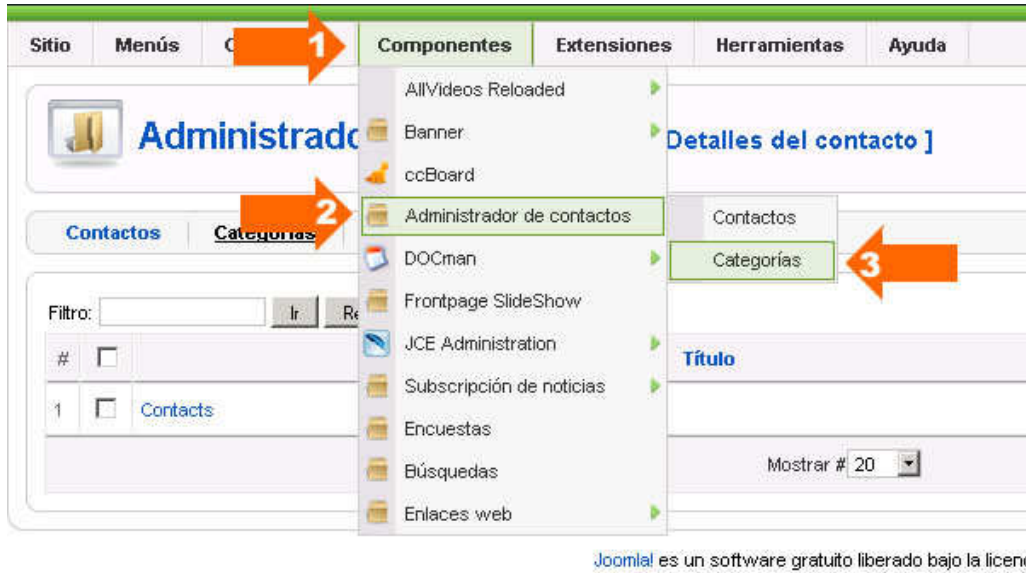 Sitio Menús C 1 Componentes Extensiones Herramientas Ayuda
AllVideos Reloaded
Administrado Detalles del contacto ]
Banner
ccBoard
2 Administrador de contactos Contactos
Contactos Categorías
DOCman Categorías 3
Frontpage SlideShow
Filtro: Ir Re
JCE Administration
# Título
Subscripción de noticias
1 Contacts
Encuestas
Búsquedas Mostrar # 20
Enlaces web
Joomla! es un software gratuito liberado bajo la licen